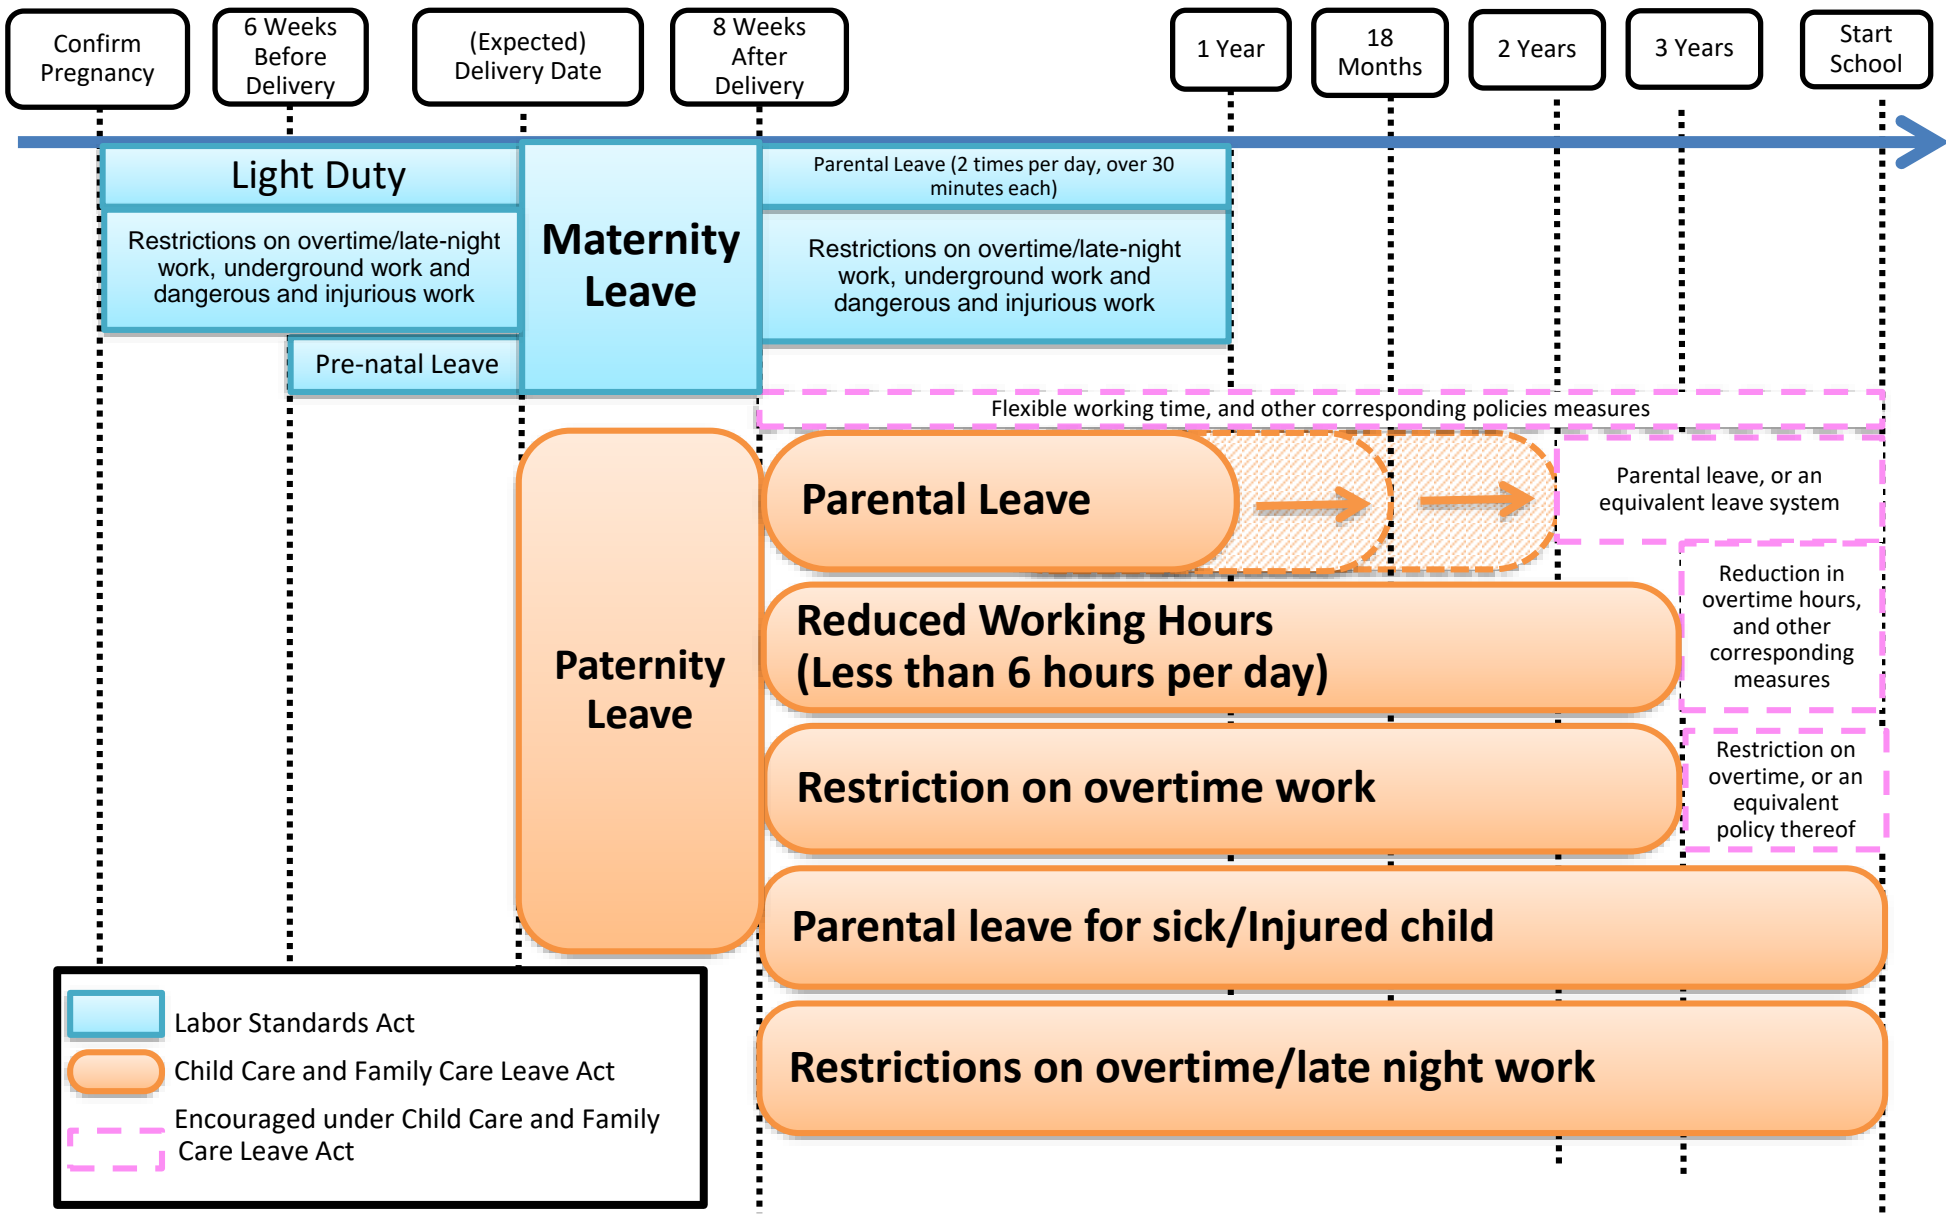 Confirm
Pregnancy
6 Weeks
Before
Delivery
(Expected)
Delivery Date
8 Weeks
After
Delivery
1 Year
18
Months
2 Years
3 Years
Start
School
Light Duty
Restrictions on overtime/late-night
work, underground work and
dangerous and injurious work
Pre-natal Leave
Maternity
Leave
Parental Leave (2 times per day, over 30
minutes each)
Restrictions on overtime/late-night
work, underground work and
dangerous and injurious work
Flexible working time, and other corresponding policies measures
Paternity
Leave
Parental Leave
Parental leave, or an
equivalent leave system
Reduced Working Hours
(Less than 6 hours per day)
Reduction in
overtime hours,
and other
corresponding
measures
Restriction on overtime work
Restriction on
overtime, or an
equivalent
policy thereof
Parental leave for sick/Injured child
Restrictions on overtime/late night work
Labor Standards Act
Child Care and Family Care Leave Act
Encouraged under Child Care and Family
Care Leave Act